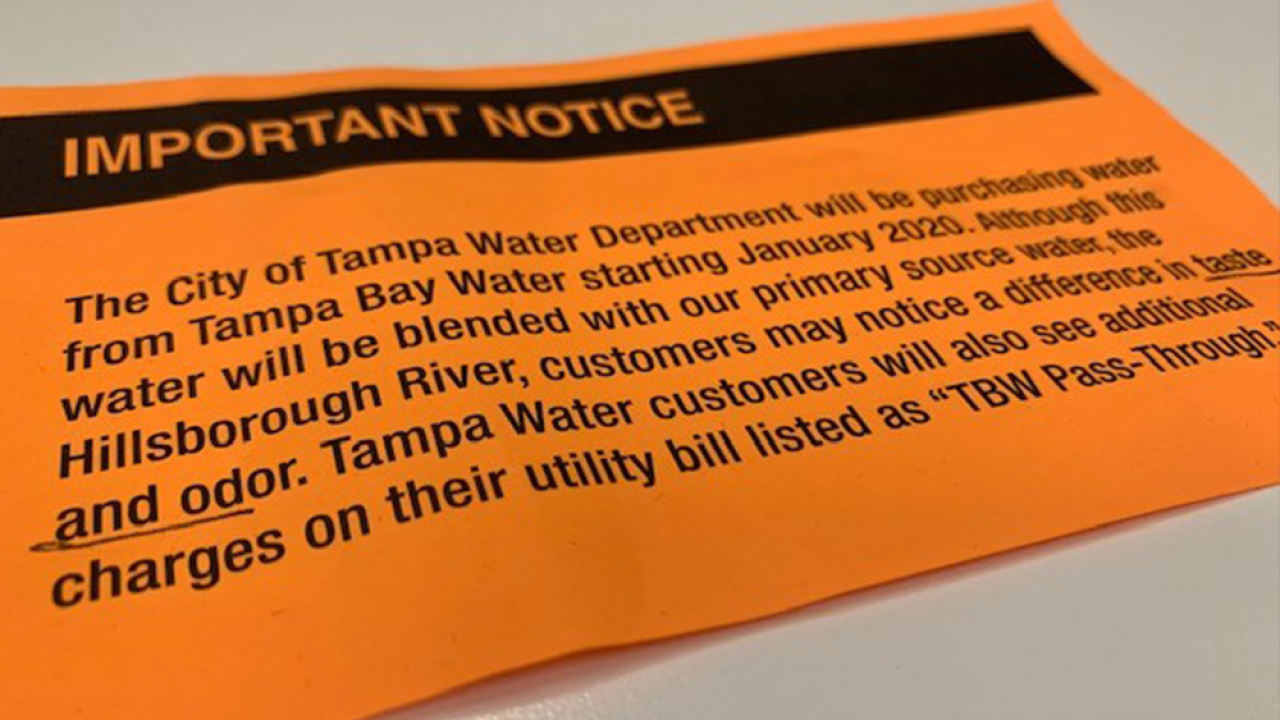 IMPORTANT NOTICE
The City of Tampa Water Department will be purchasing water
from Tampa Bay Water starting January 2020. Although this
water will be blended with our primary source water, the
Hillsborough River, customers may notice a difference in taste
and odor. Tampa Water customers will also see additional
charges on their utility bill listed as “TBW Pass-Through.”